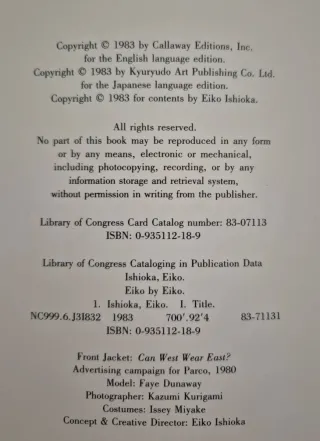 Copyright © 1983 by Callaway Editions, Inc.
for the English language edition.
Copyright © 1983 by Kyuryudo Art Publishing Co. Ltd.
for the Japanese language edition.
Copyright © 1983 for contents by Eiko Ishioka.
All rights reserved.
No part of this book may be reproduced in any form
or by any means, electronic or mechanical,
including photocopying, recording, or by any
information storage and retrieval system,
without permission in writing from the publisher.
Library of Congress Card Catalog number: 83-07113
ISBN: 0-935112-18-9
Library of Congress Cataloging in Publication Data
Ishioka, Eiko.
Eiko by Eiko.
1. Ishioka, Eiko. I. Title.
NC999.6.J3I832 1983 700'.92'4 83-71131
ISBN: 0-935112-18-9
Front Jacket: Can West Wear East?
Advertising campaign for Parco, 1980
Model: Faye Dunaway
Photographer: Kazumi Kurigami
Costumes: Issey Miyake
Concept & Creative Director: Eiko Ishioka